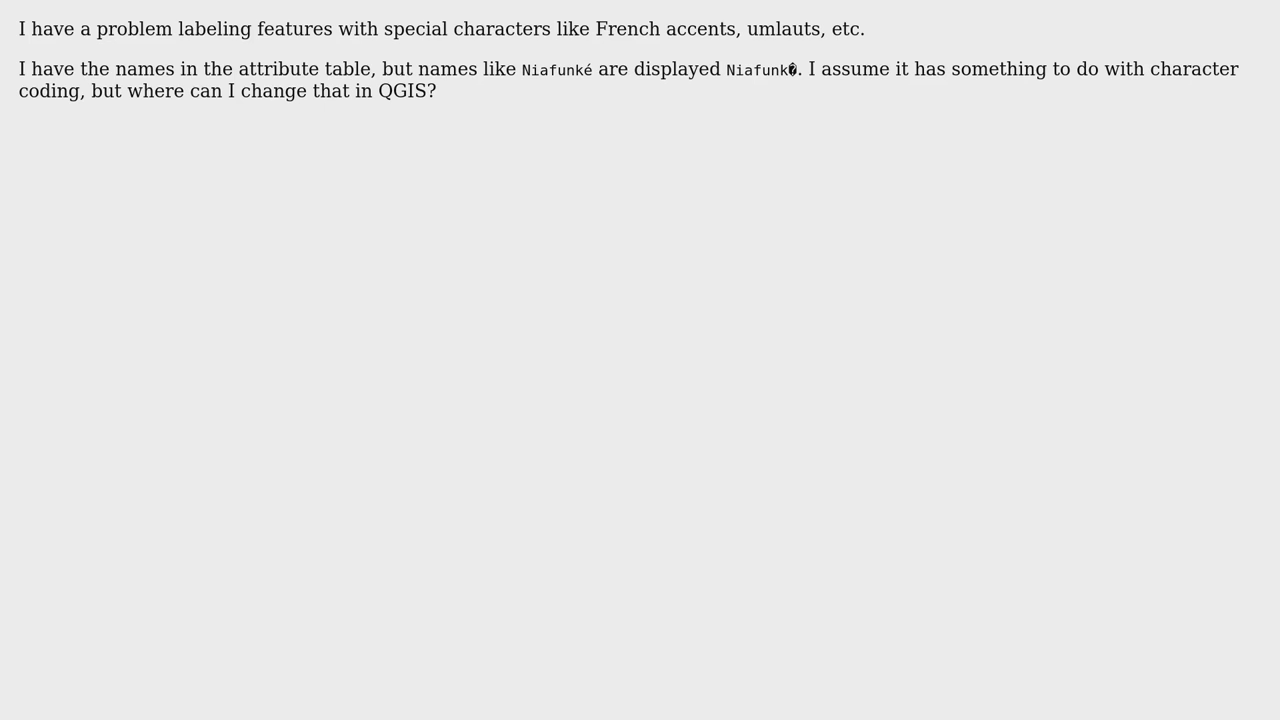 I have a problem labeling features with special characters like French accents, umlauts, etc.
I have the names in the attribute table, but names like Niafunké are displayed Niafunk�. I assume it has something to do with character
coding, but where can I change that in QGIS?